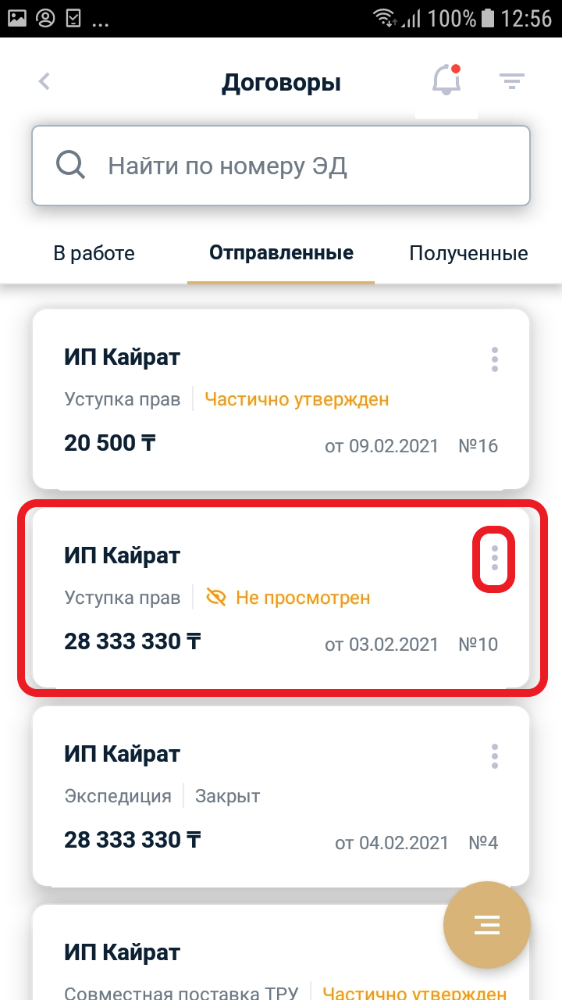 ... 100% 12:56
Договоры
Найти по номеру ЭД
В работе Отправленные Полученные
ИП Кайрат
Уступка прав Частично утвержден
20 500 ₸ от 09.02.2021 №16
ИП Кайрат
Уступка прав Не просмотрен
28 333 330 ₸ от 03.02.2021 №10
ИП Кайрат
Экспедиция Закрыт
28 333 330 ₸ от 04.02.2021 №4
ИП Кайрат
Совместная поставка ТРУ Частично утвержден